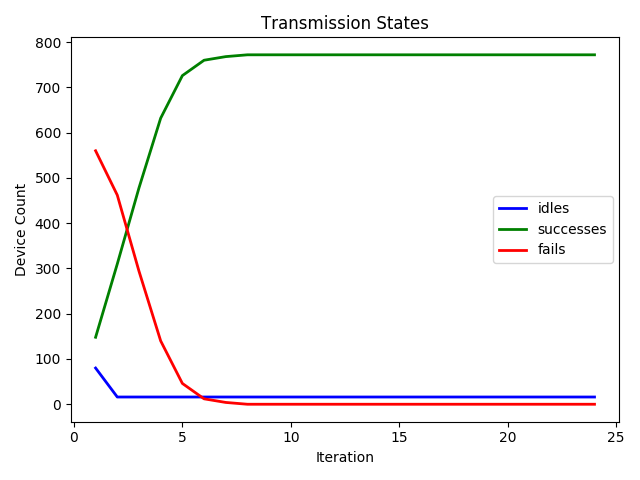 Transmission States
Device Count
800
700
600
500
400
300
200
100
0
idles
successes
fails
0 5 10 15 20 25
Iteration